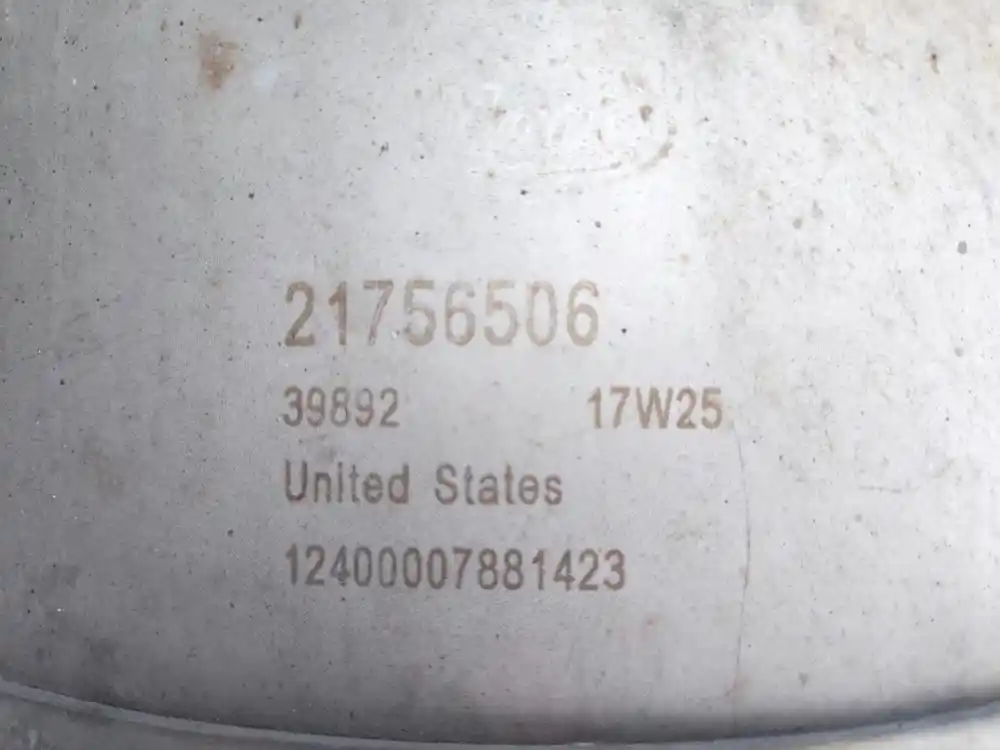 21756506
39892 17W25
United States
12400007881423